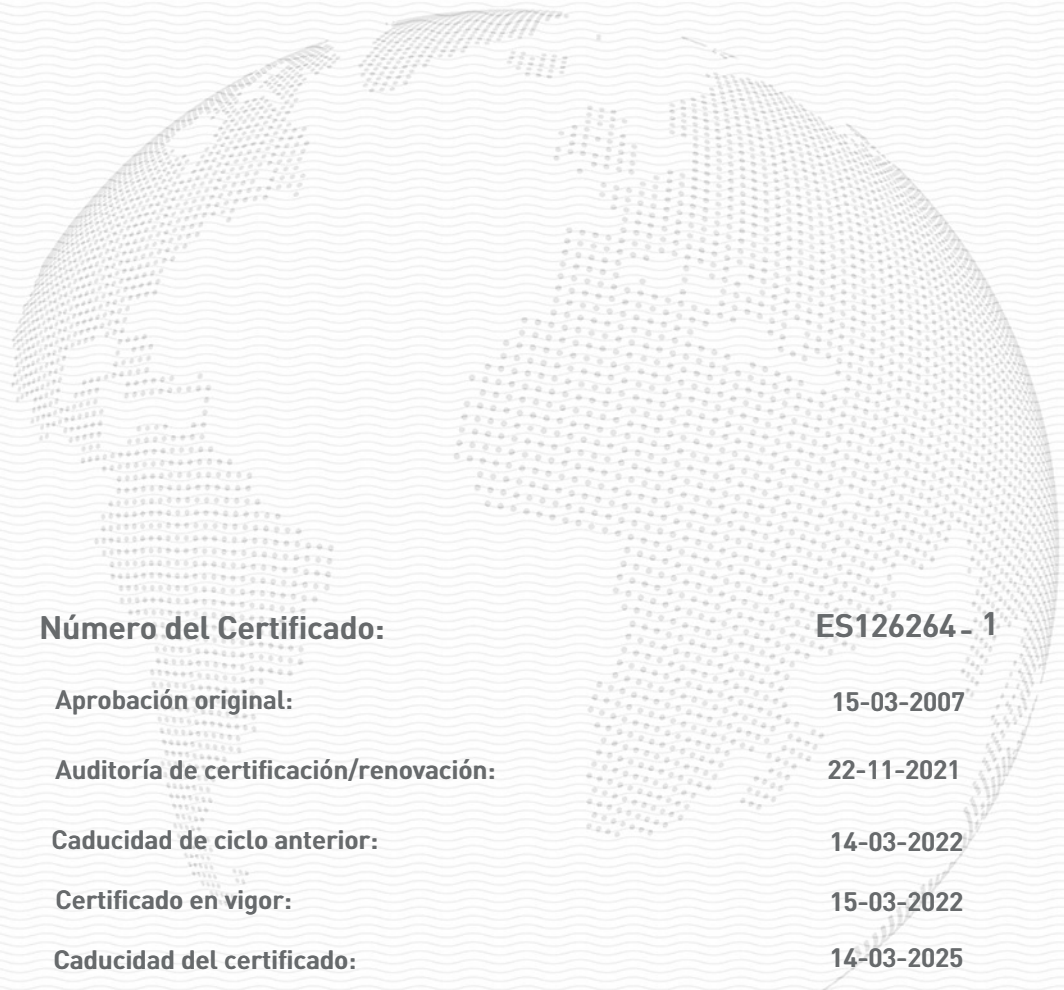 Número del Certificado: ES126264- 1
Aprobación original: 15-03-2007
Auditoría de certificación/renovación: 22-11-2021
Caducidad de ciclo anterior: 14-03-2022
Certificado en vigor: 15-03-2022
Caducidad del certificado: 14-03-2025